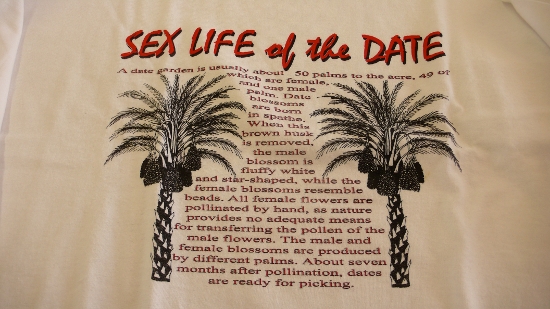 SEX LIFE of the DATE
A date garden is usually about 50 palms to the acre, 49 of
which are female,
and one male
palm. Date
blossoms
are born
in spaths.
When this
brown husk
is removed,
the male
blossom is
fluffy white
and star-shaped, while the
female blossoms resemble
beads. All female flowers are
pollinated by hand, as nature
provides no adequate means
for transferring the pollen of the
male flowers. The male and
female blossoms are produced
by different palms. About seven
months after pollination, dates
are ready for picking.